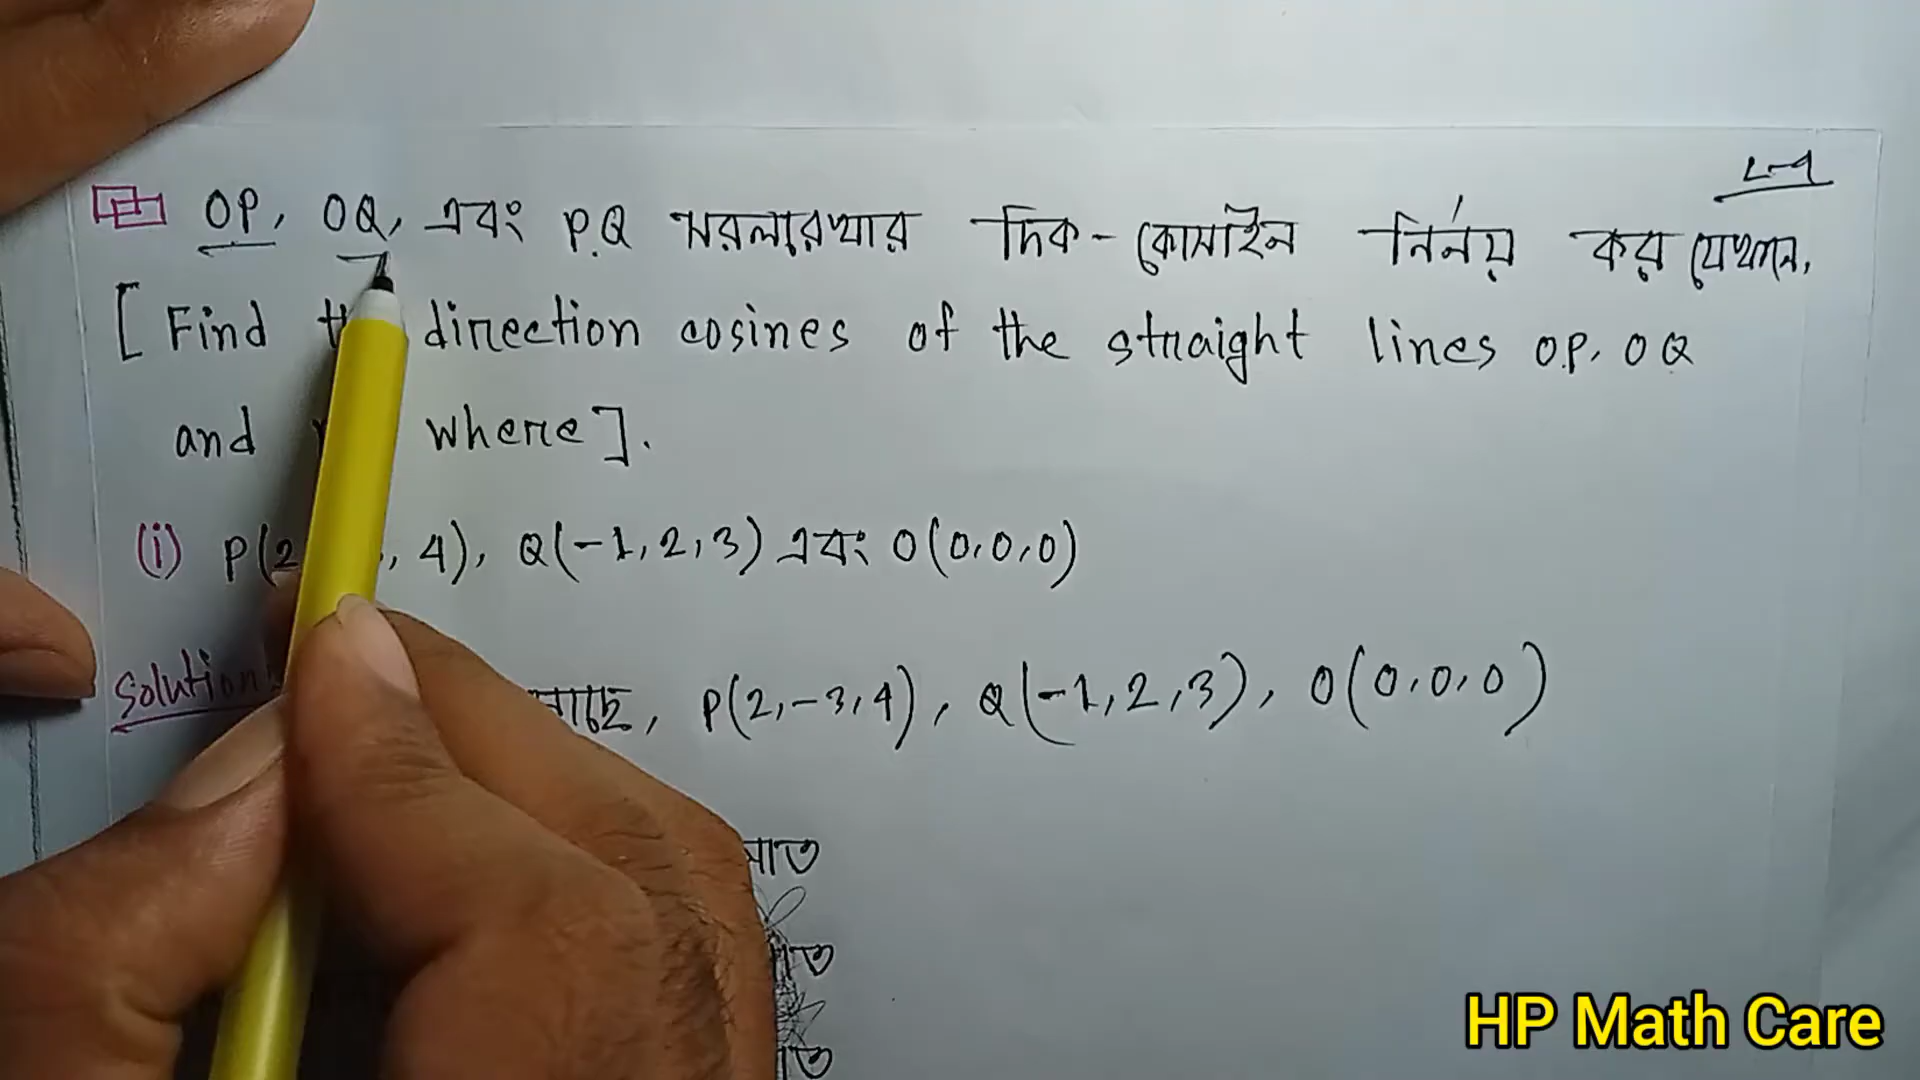 OP, OQ, এবং P.Q সরলরেখার দিক-কোসাইন নির্ণয় কর যেখানে,
[Find direction cosines of the straight lines OP, OQ
and where].
(i) P(2 , 4), Q(-1, 2, 3) এবং O(0, 0, 0)
Solution: আছে, P(2, -3, 4), Q(-1, 2, 3), O(0, 0, 0)
HP Math Care